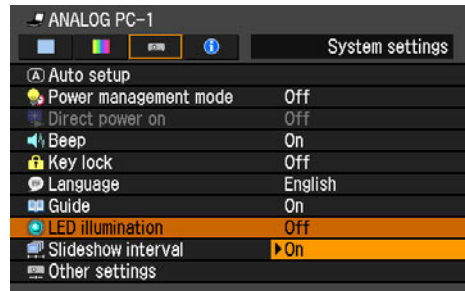 ANALOG PC-1
System settings
Auto setup
Power management mode Off
Direct power on Off
Beep On
Key lock Off
Language English
Guide On
LED illumination Off
Slideshow interval On
Other settings